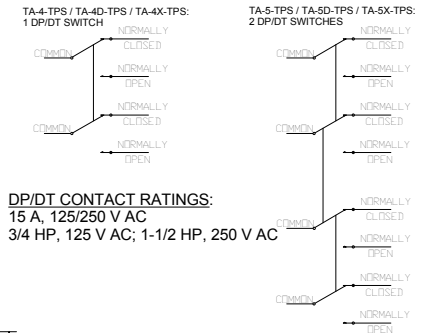 TA-4-TPS / TA-4D-TPS / TA-4X-TPS:
1 DP/DT SWITCH
NORMALLY
CLOSED
COMMON
NORMALLY
OPEN
NORMALLY
CLOSED
COMMON
NORMALLY
OPEN
DP/DT CONTACT RATINGS:
15 A, 125/250 V AC
3/4 HP, 125 V AC; 1-1/2 HP, 250 V AC
TA-5-TPS / TA-5D-TPS / TA-5X-TPS:
2 DP/DT SWITCHES
NORMALLY
CLOSED
COMMON
NORMALLY
OPEN
NORMALLY
CLOSED
COMMON
NORMALLY
OPEN
NORMALLY
CLOSED
COMMON
NORMALLY
OPEN
NORMALLY
CLOSED
COMMON
NORMALLY
OPEN